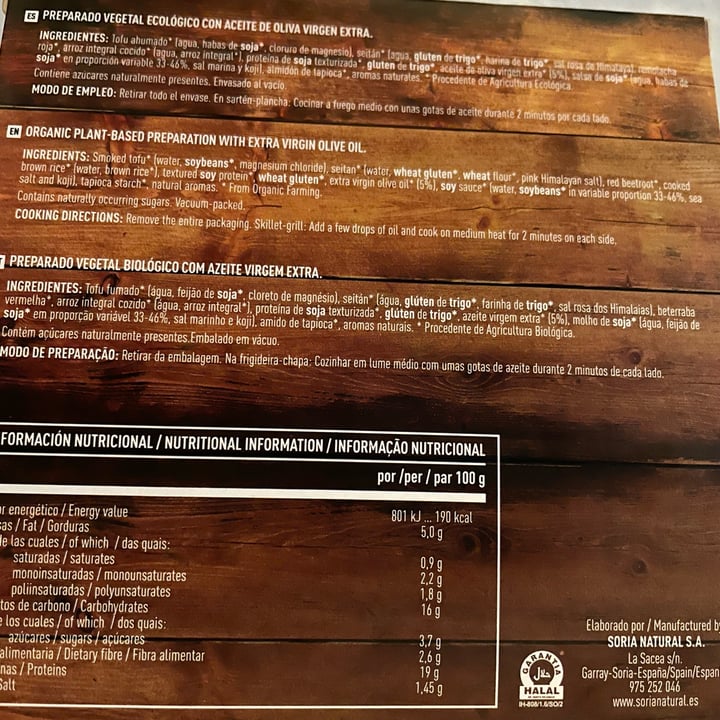 ES PREPARADO VEGETAL ECOLÓGICO CON ACEITE DE OLIVA VIRGEN EXTRA.
INGREDIENTES: Tofu ahumado* (agua, habas de soja*, cloruro de magnesio), seitán* (agua, gluten de trigo*, harina de trigo*, sal rosa de Himalaya), remolacha
roja*, arroz integral cocido* (agua, arroz integral*), proteína de soja texturizada*, gluten de trigo*, aceite de oliva virgen extra* (5%), salsa de soja* (agua, habas de
soja* en proporción variable 33-46%, sal marina y koji), almidón de tapioca*, aromas naturales. * Procedente de Agricultura Ecológica.
Contiene azúcares naturalmente presentes. Envasado al vacío.
MODO DE EMPLEO: Retirar todo el envase. En sartén-plancha: Cocinar a fuego medio con unas gotas de aceite durante 2 minutos por cada lado.
EN ORGANIC PLANT-BASED PREPARATION WITH EXTRA VIRGIN OLIVE OIL.
INGREDIENTS: Smoked tofu* (water, soybeans*, magnesium chloride), seitan* (water, wheat gluten*, wheat flour*, pink Himalayan salt), red beetroot*, cooked
brown rice* (water, brown rice*), textured soy protein*, wheat gluten*, extra virgin olive oil* (5%), soy sauce* (water, soybeans* in variable proportion 33-46%, sea
salt and koji), tapioca starch*, natural aromas. * From Organic Farming.
Contains naturally occurring sugars. Vacuum-packed.
COOKING DIRECTIONS: Remove the entire packaging. Skillet-grill: Add a few drops of oil and cook on medium heat for 2 minutes on each side.
PREPARADO VEGETAL BIOLÓGICO COM AZEITE VIRGEM EXTRA.
INGREDIENTES: Tofu fumado* (água, feijão de soja*, cloreto de magnésio), seitán* (água, glúten de trigo*, farinha de trigo*, sal rosa dos Himalaias), beterraba
vermelha*, arroz integral cozido* (água, arroz integral*), proteína de soja texturizada*, glúten de trigo*, azeite virgem extra* (5%), molho de soja* (água, feijão de
soja* em proporção variável 33-46%, sal marinho e koji), amido de tapioca*, aromas naturales. * Procedente de Agricultura Biológica.
Contém açúcares naturalmente presentes. Embalado em vácuo.
MODO DE PREPARAÇÃO: Retirar da embalagem. Na frigideira-chapa: Cozinhar em lume médio com umas gotas de azeite durante 2 minutos de cada lado.
FORMACIÓN NUTRICIONAL / NUTRITIONAL INFORMATION / INFORMAÇÃO NUTRICIONAL
por /per / par 100 g
r energético / Energy value 801 kJ ... 190 kcal
sas / Fat / Gorduras 5,0 g
de las cuales / of which / das quais:
saturadas / saturates 0,9 g
monoinsaturadas / monounsaturates 2,2 g
poliinsaturadas / polyunsaturates 1,8 g
tos de carbono / Carbohydrates 16 g
e los cuales / of which / dos quais:
azúcares / sugars / açúcares 3,7 g
alimentaria / Dietary fibre / Fibra alimentar 2,6 g
nas / Proteins 19 g
Salt 1,45 g
GARANTIA
HALAL
IH-808/1.6/SO/2
Elaborado por / Manufactured by
SORIA NATURAL S.A.
La Sacea s/n.
Garray-Soria-España/Spain/Espan
975 252 046
www.sorianatural.es